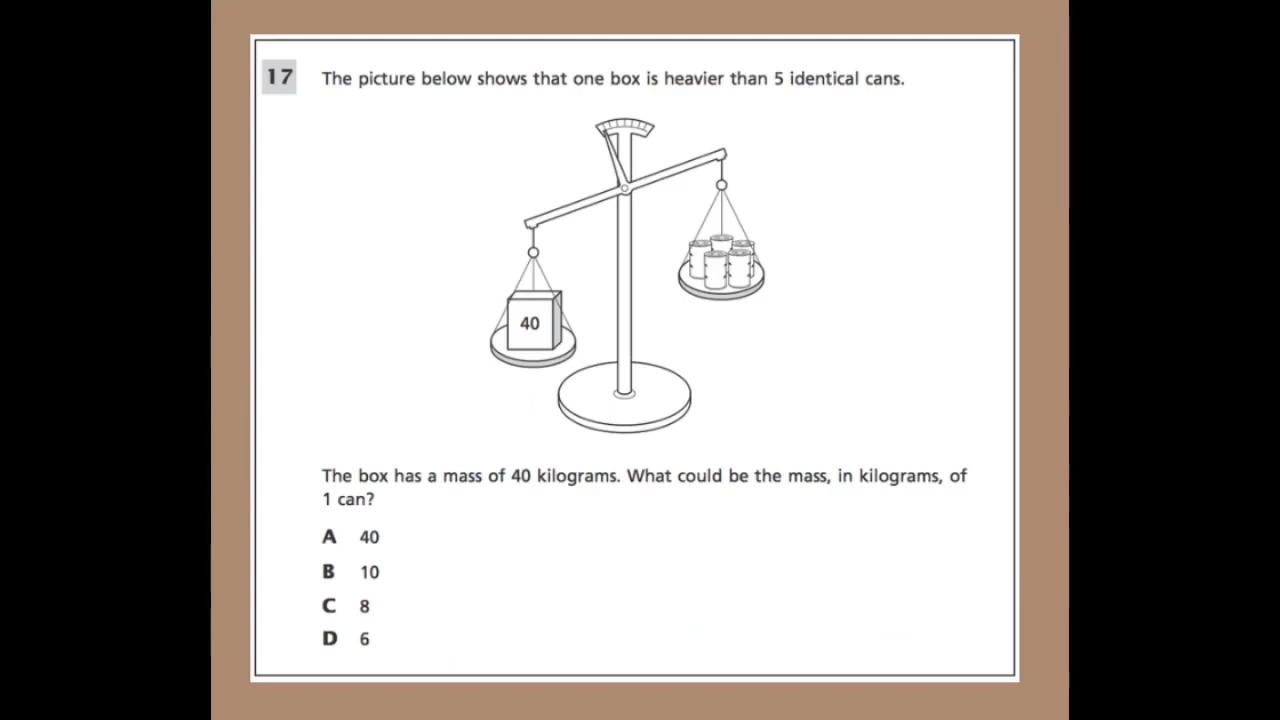 17 The picture below shows that one box is heavier than 5 identical cans.
40
The box has a mass of 40 kilograms. What could be the mass, in kilograms, of
1 can?
A 40
B 10
C 8
D 6